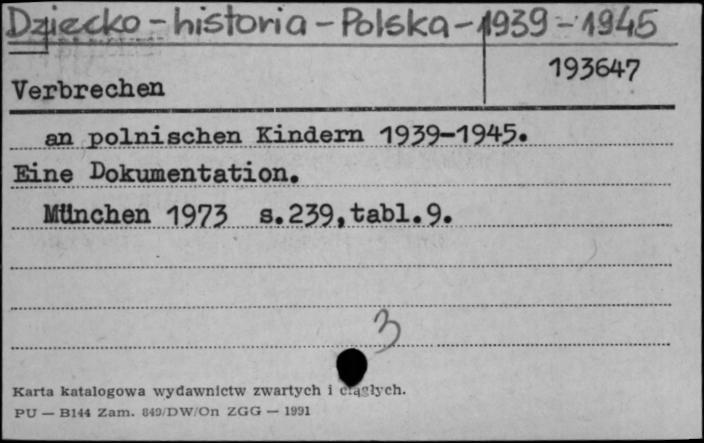 Dziecko - historia - Polska - 1939 - 1945
193647
Verbrechen
an polnischen Kindern 1939-1945.
Eine Dokumentation.
München 1973 s.239,tabl.9.
3
Karta katalogowa wydawnictw zwartych i ciągłych.
PU — B144 Zam. 849/DW/On ZGG — 1991